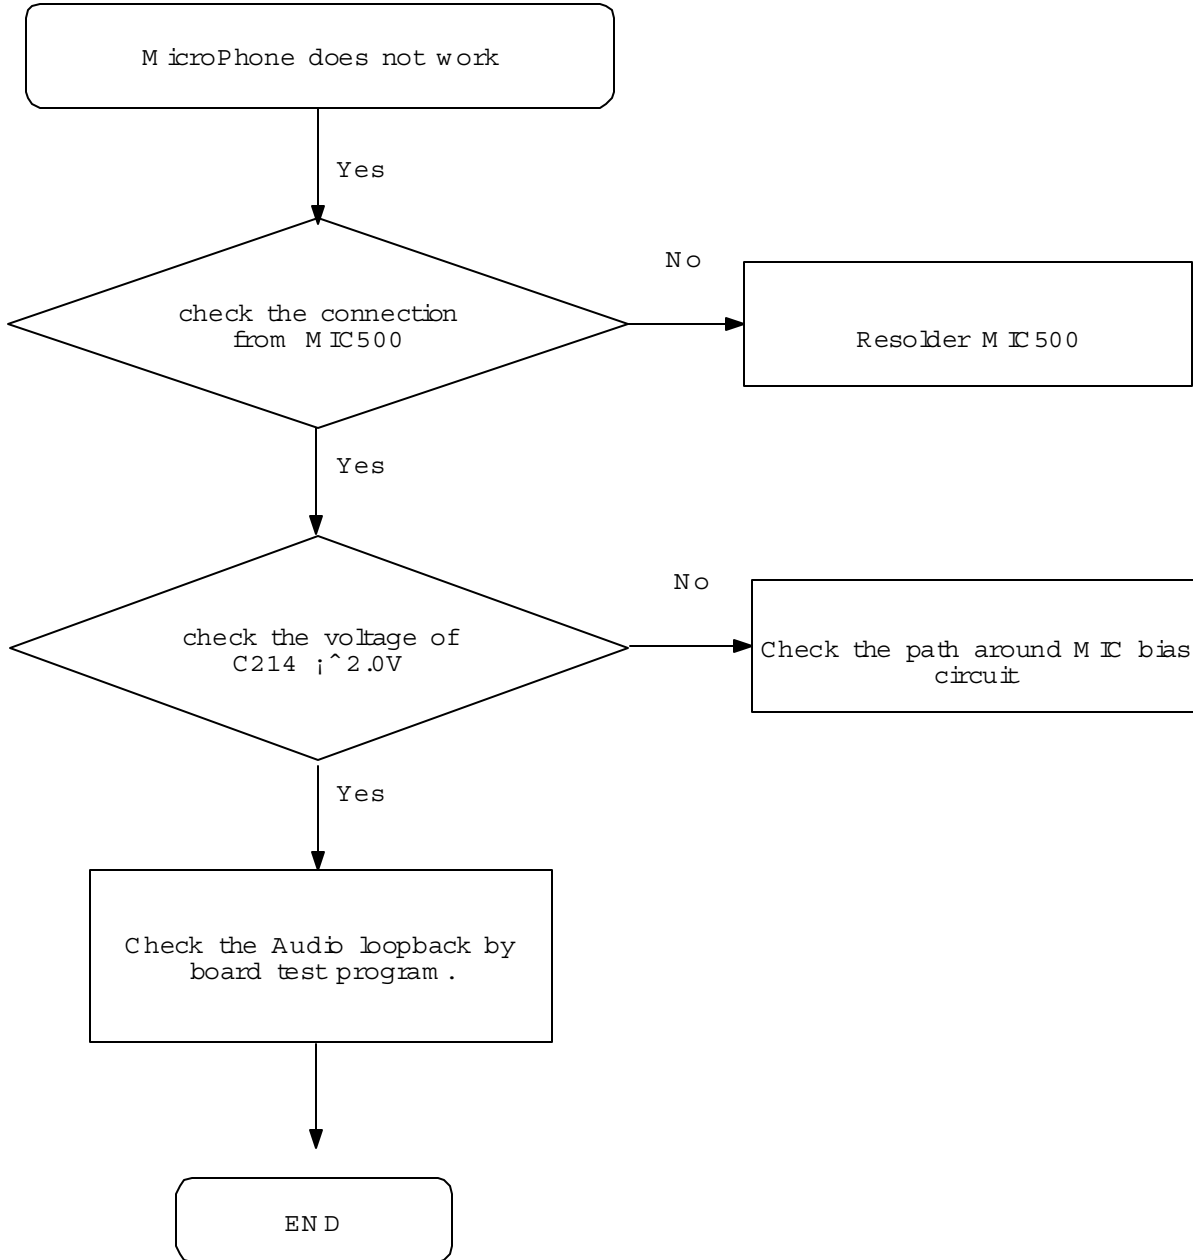 MicroPhone does not work
Yes
check the connection
from MIC500
No
Resolder MIC500
Yes
check the voltage of
C214 ¡^2.0V
No
Check the path around MIC bias
circuit
Yes
Check the Audio loopback by
board test program.
END